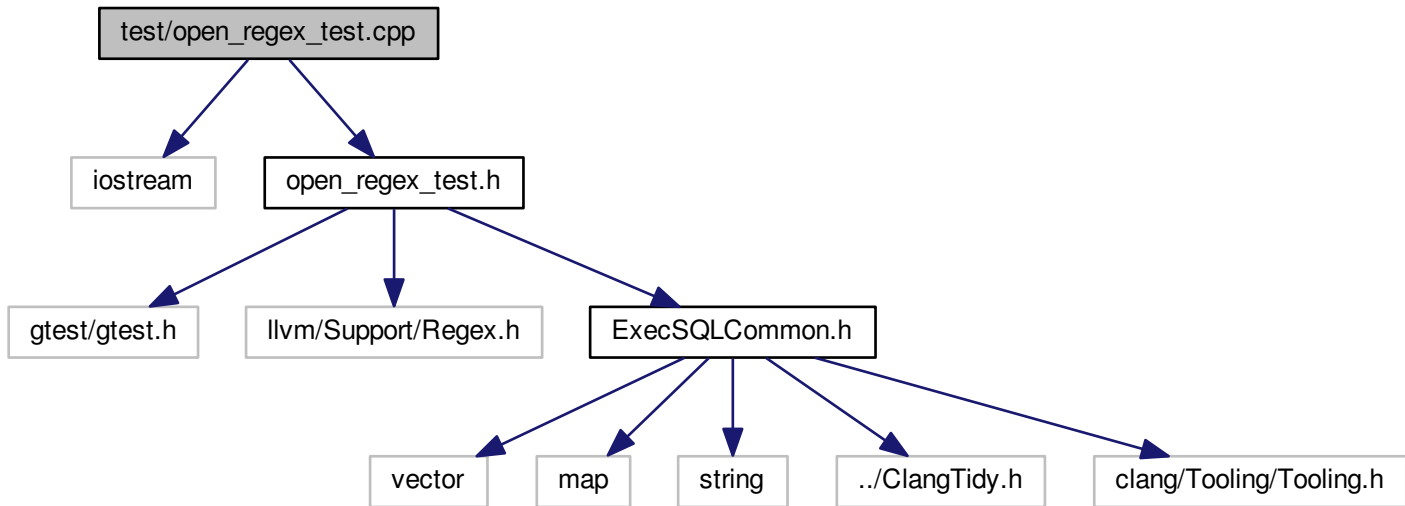 test/open_regex_test.cpp
iostream
open_regex_test.h
gtest/gtest.h
llvm/Support/Regex.h
ExecSQLCommon.h
vector
map
string
../ClangTidy.h
clang/Tooling/Tooling.h